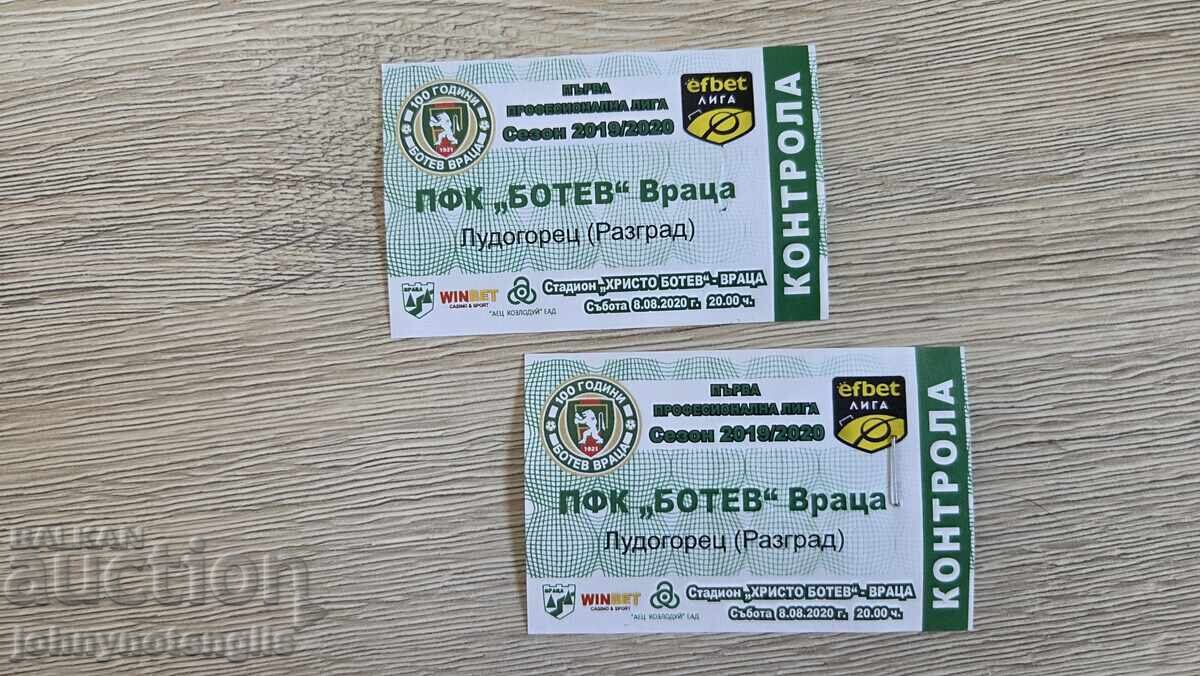 100 ГОДИНИ
1921
БОТЕВ ВРАЦА
ПЪРВА
ПРОФЕСИОНАЛНА ЛИГА
Сезон 2019/2020
efbet
ЛИГА
ПФК „БОТЕВ“ Враца
Лудогорец (Разград)
ВРАЦА
WINBET
CASINO & SPORT
"АЕЦ КОЗЛОДУЙ" ЕАД
Стадион „ХРИСТО БОТЕВ“ - ВРАЦА
Събота 8.08.2020 г. 20.00 ч.
КОНТРОЛА
100 ГОДИНИ
1921
БОТЕВ ВРАЦА
ПЪРВА
ПРОФЕСИОНАЛНА ЛИГА
Сезон 2019/2020
efbet
ЛИГА
ПФК „БОТЕВ“ Враца
Лудогорец (Разград)
ВРАЦА
WINBET
CASINO & SPORT
"АЕЦ КОЗЛОДУЙ" ЕАД
Стадион „ХРИСТО БОТЕВ“ - ВРАЦА
Събота 8.08.2020 г. 20.00 ч.
КОНТРОЛА
BALKAN
auction
johnynotsnglis